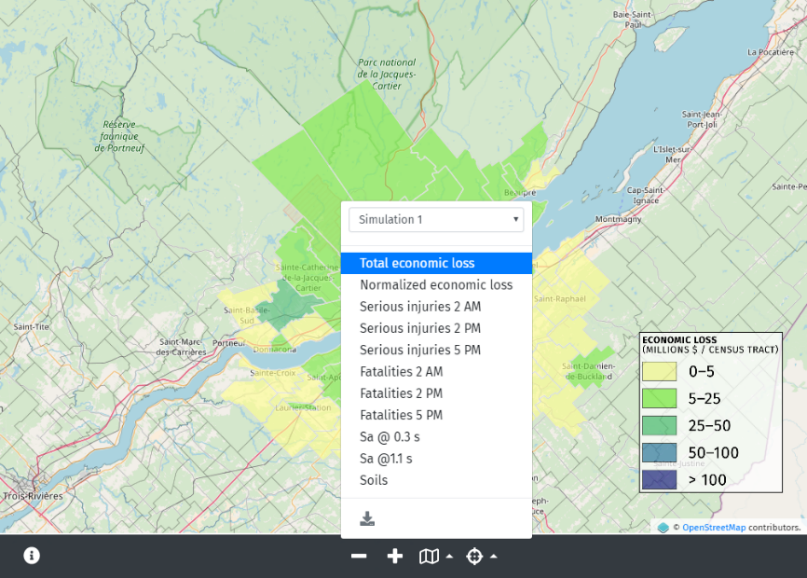 Baie-Saint-
Paul
La Pocatière
Parc national
de la Jacques-
Cartier
Réserve
faunique
de Portneuf
Saint-Jean
Port-Joli
L'Islet-sur
Mer
Sainte-Pe
Beaupré
Cap-Saint-
Ignace
Montmagny
Simulation 1
Total economic loss
Normalized economic loss
Serious injuries 2 AM
Serious injuries 2 PM
Serious injuries 5 PM
Fatalities 2 AM
Fatalities 2 PM
Fatalities 5 PM
Sa @ 0.3 s
Sa @1.1 s
Soils
Sainte-Catherine
de-la-Jacques-
Cartier
Saint-Raphaël
Saint-Basile-
Sud
Saint-Tite
Saint-Marc-
des-Carrières
Portneuf
Donnacona
Sainte-Croix
Saint-Ap
Laurier-Station
Saint-Damien-
de-Buckland
ECONOMIC LOSS
(MILLIONS $ / CENSUS TRACT)
0–5
5–25
25–50
50–100
> 100
Sainte-Justine
Trois-Rivières
eph-
ce
© OpenStreetMap contributors.